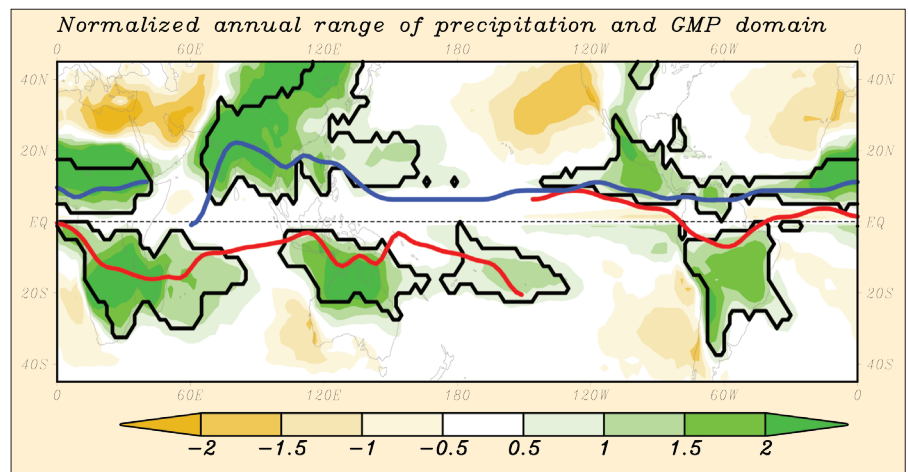 Normalized annual range of precipitation and GMP domain
0 60E 120E 180 120W 60W 0
40N 40N
20N 20N
EQ EQ
20S 20S
40S 40S
0 60E 120E 180 120W 60W 0
-2 -1.5 -1 -0.5 0.5 1 1.5 2